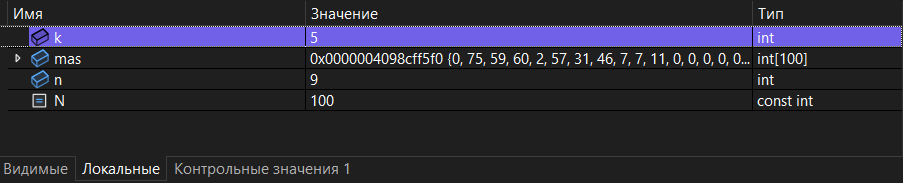 Имя Значение Тип
k 5 int
mas 0x0000004098cff5f0 {0, 75, 59, 60, 2, 57, 31, 46, 7, 7, 11, 0, 0, 0, 0, 0... int[100]
n 9 int
N 100 const int
Видимые Локальные Контрольные значения 1